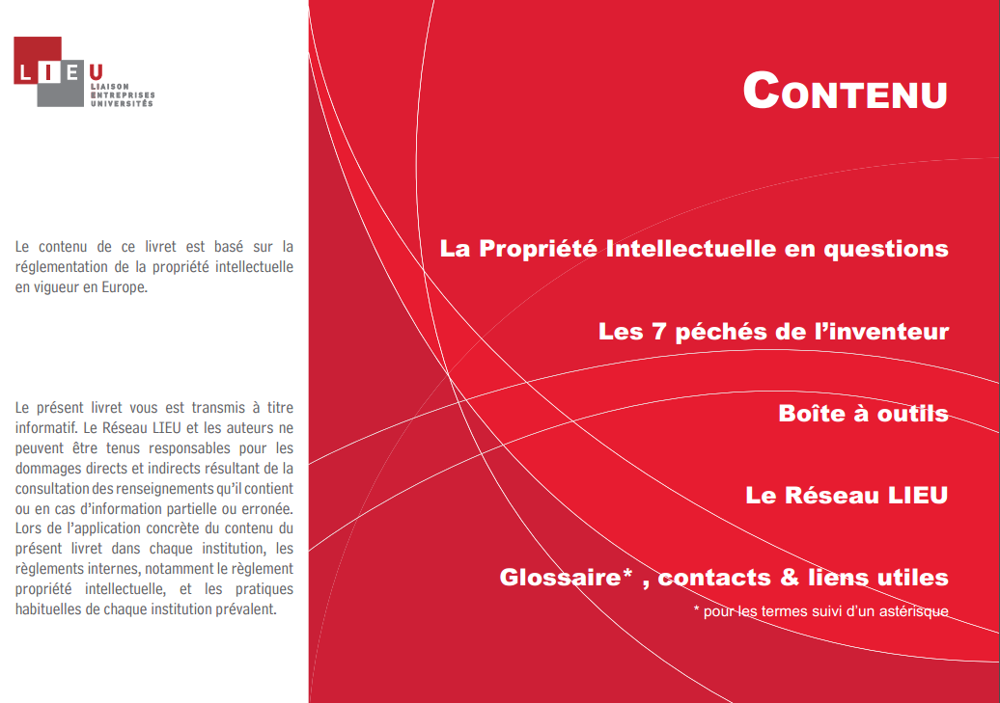 LIEU
LIAISON
ENTREPRISES
UNIVERSITÉS
Le contenu de ce livret est basé sur la
réglementation de la propriété intellectuelle
en vigueur en Europe.
Le présent livret vous est transmis à titre
informatif. Le Réseau LIEU et les auteurs ne
peuvent être tenus responsables pour les
dommages directs et indirects résultant de la
consultation des renseignements qu’il contient
ou en cas d’information partielle ou erronée.
Lors de l’application concrète du contenu du
présent livret dans chaque institution, les
règlements internes, notamment le règlement
propriété intellectuelle, et les pratiques
habituelles de chaque institution prévalent.
CONTENU
La Propriété Intellectuelle en questions
Les 7 péchés de l’inventeur
Boîte à outils
Le Réseau LIEU
Glossaire* , contacts & liens utiles
* pour les termes suivi d’un astérisque